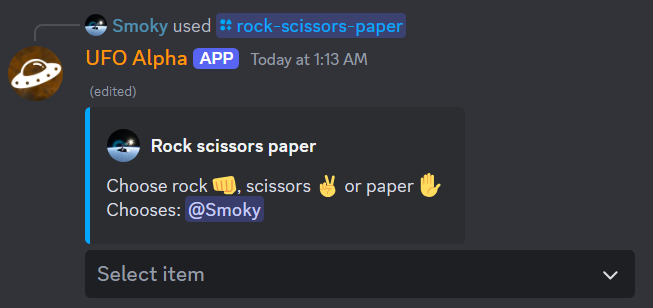 Smoky used rock-scissors-paper
UFO Alpha APP Today at 1:13 AM
(edited)
Rock scissors paper
Choose rock 👊, scissors ✌️ or paper ✋
Chooses: @Smoky
Select item